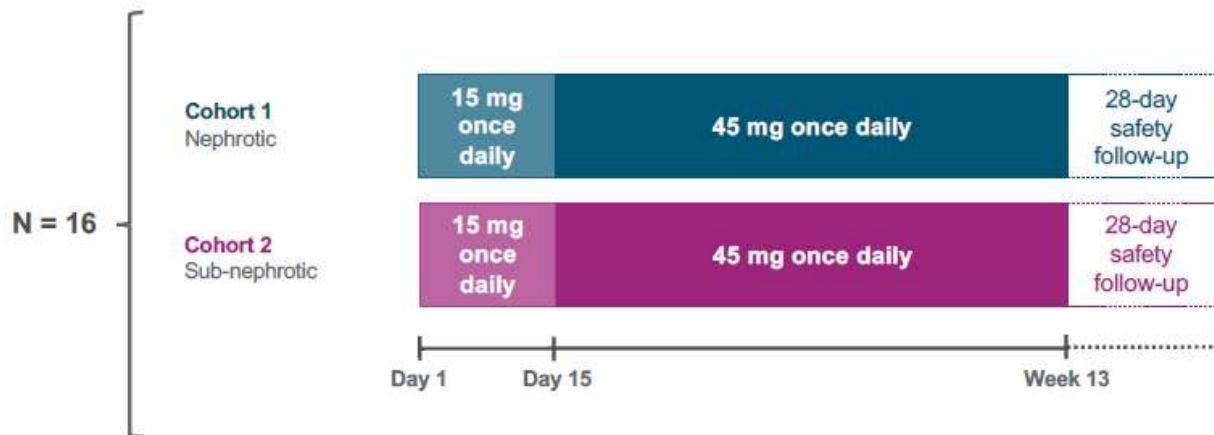 N = 16
Cohort 1
Nephrotic
15 mg
once
daily
45 mg once daily
28-day
safety
follow-up
Cohort 2
Sub-nephrotic
15 mg
once
daily
45 mg once daily
28-day
safety
follow-up
Day 1
Day 15
Week 13